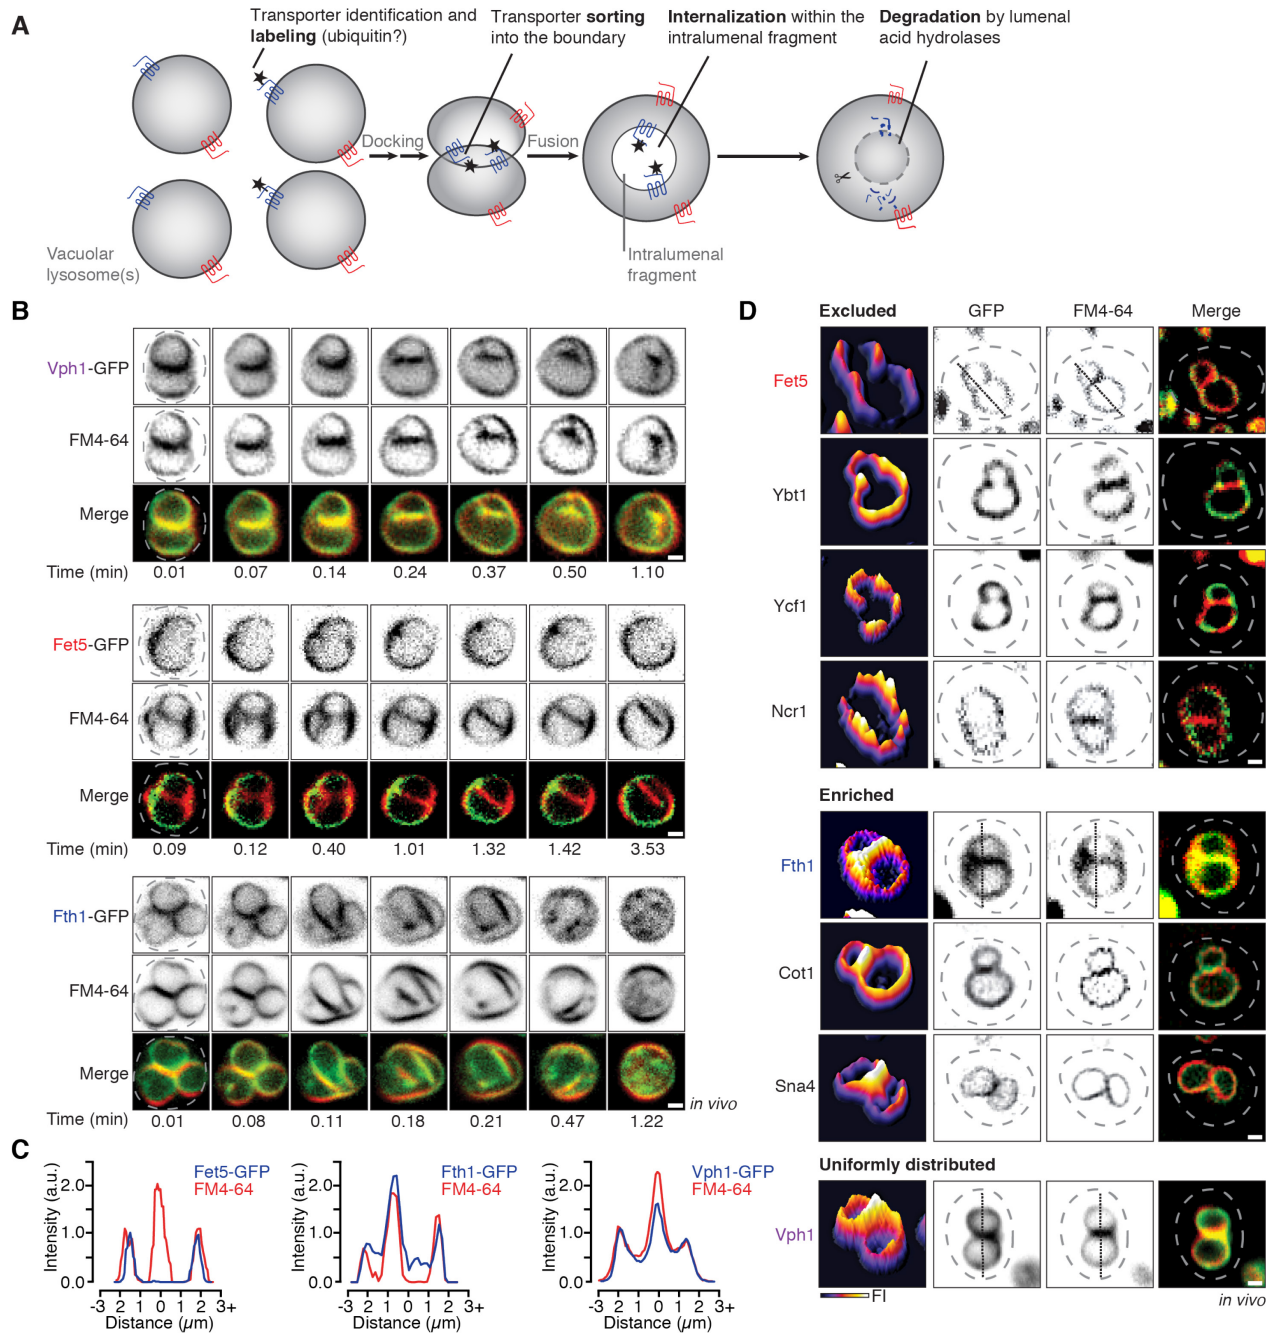 A
Transporter identification and
labeling (ubiquitin?)
Transporter sorting
into the boundary
Internalization within the
intralumenal fragment
Degradation by lumenal
acid hydrolases
Docking
Fusion
Vacuolar
lysosome(s)
Intralumenal
fragment
B
Vph1-GFP
FM4-64
Merge
Time (min) 0.01 0.07 0.14 0.24 0.37 0.50 1.10
Fet5-GFP
FM4-64
Merge
Time (min) 0.09 0.12 0.40 1.01 1.32 1.42 3.53
Fth1-GFP
FM4-64
Merge
in vivo
Time (min) 0.01 0.08 0.11 0.18 0.21 0.47 1.22
C
Intensity (a.u.)
2.0
1.0
0.0
Fet5-GFP
FM4-64
-3 2 1 0 1 2 3+
Distance (µm)
Intensity (a.u.)
2.0
1.0
0.0
Fth1-GFP
FM4-64
-3 2 1 0 1 2 3+
Distance (µm)
Intensity (a.u.)
2.0
1.0
0.0
Vph1-GFP
FM4-64
-3 2 1 0 1 2 3+
Distance (µm)
D
Excluded GFP FM4-64 Merge
Fet5
Ybt1
Ycf1
Ncr1
Enriched
Fth1
Cot1
Sna4
Uniformly distributed
Vph1
FI
in vivo